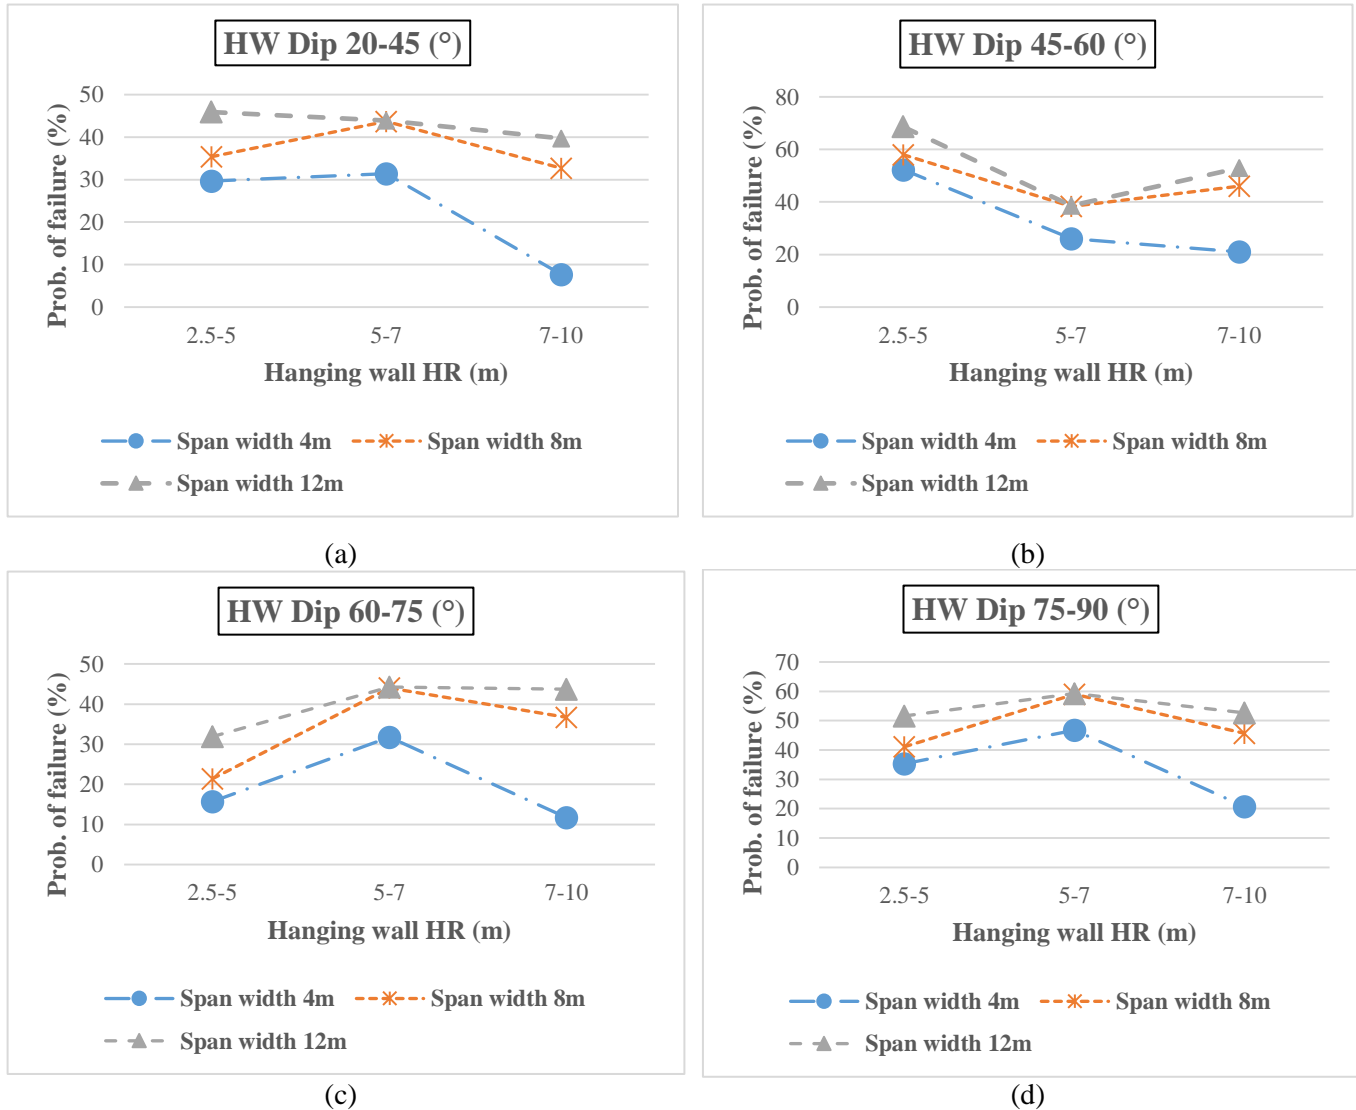 HW Dip 20-45 (°)
Prob. of failure (%)
50
40
30
20
10
0
2.5-5 5-7 7-10
Hanging wall HR (m)
Span width 4m Span width 8m
Span width 12m
(a)
HW Dip 45-60 (°)
Prob. of failure (%)
80
60
40
20
0
2.5-5 5-7 7-10
Hanging wall HR (m)
Span width 4m Span width 8m
Span width 12m
(b)
HW Dip 60-75 (°)
Prob. of failure (%)
50
40
30
20
10
0
2.5-5 5-7 7-10
Hanging wall HR (m)
Span width 4m Span width 8m
Span width 12m
(c)
HW Dip 75-90 (°)
Prob. of failure (%)
70
60
50
40
30
20
10
0
2.5-5 5-7 7-10
Hanging wall HR (m)
Span width 4m Span width 8m
Span width 12m
(d)